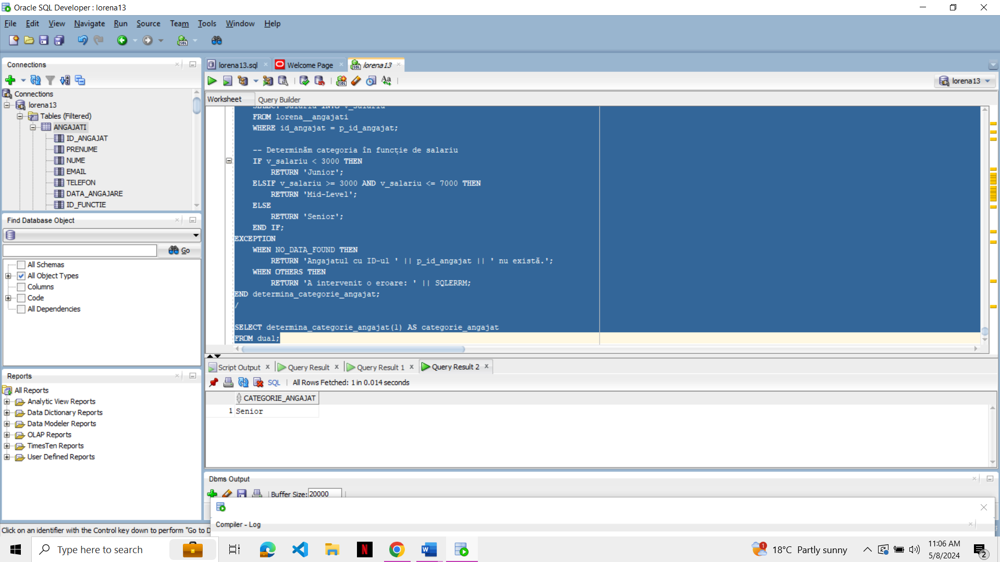 Oracle SQL Developer : lorena13
File Edit View Navigate Run Source Team Tools Window Help
Connections
Connections
lorena13
Tables (Filtered)
ANGAJATI
ID_ANGAJAT
PRENUME
NUME
EMAIL
TELEFON
DATA_ANGAJARE
ID_FUNCTIE
Find Database Object
Go
All Schemas
All Object Types
Columns
Code
All Dependencies
Reports
All Reports
Analytic View Reports
Data Dictionary Reports
Data Modeler Reports
OLAP Reports
TimesTen Reports
User Defined Reports
lorena13.sql Welcome Page lorena13
lorena13
Worksheet Query Builder
SELECT salariu INTO v_salariu
FROM lorena__angajati
WHERE id_angajat = p_id_angajat;
-- Determinăm categoria în funcție de salariu
IF v_salariu < 3000 THEN
RETURN 'Junior';
ELSIF v_salariu >= 3000 AND v_salariu <= 7000 THEN
RETURN 'Mid-Level';
ELSE
RETURN 'Senior';
END IF;
EXCEPTION
WHEN NO_DATA_FOUND THEN
RETURN 'Angajatul cu ID-ul ' || p_id_angajat || ' nu există.';
WHEN OTHERS THEN
RETURN 'A intervenit o eroare: ' || SQLERRM;
END determina_categorie_angajat;
/
SELECT determina_categorie_angajat(1) AS categorie_angajat
FROM dual;
Script Output Query Result Query Result 1 Query Result 2
SQL | All Rows Fetched: 1 in 0.014 seconds
CATEGORIE_ANGAJAT
1 Senior
Dbms Output
Buffer Size: 20000
Compiler - Log
Click on an identifier with the Control key down to perform "Go to D
Type here to search
1
18°C Partly sunny
11:06 AM
5/8/2024
2